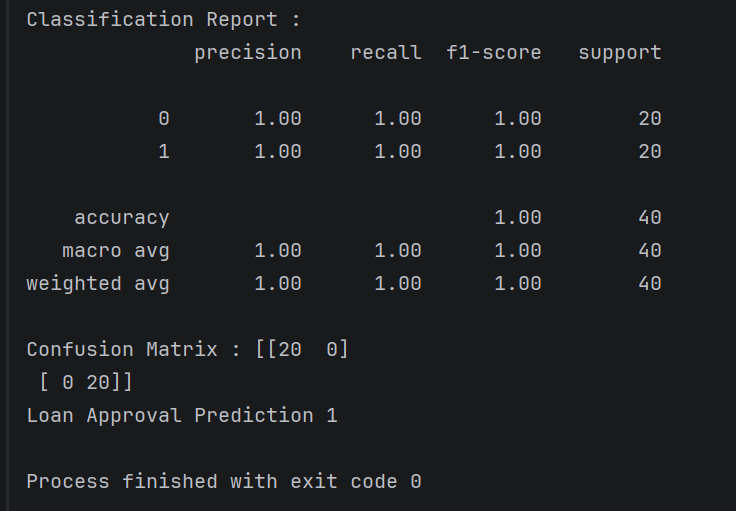 Classification Report :
              precision    recall  f1-score   support

           0       1.00      1.00      1.00        20
           1       1.00      1.00      1.00        20

    accuracy                           1.00        40
   macro avg       1.00      1.00      1.00        40
weighted avg       1.00      1.00      1.00        40

Confusion Matrix : [[20  0]
 [ 0 20]]
Loan Approval Prediction 1

Process finished with exit code 0